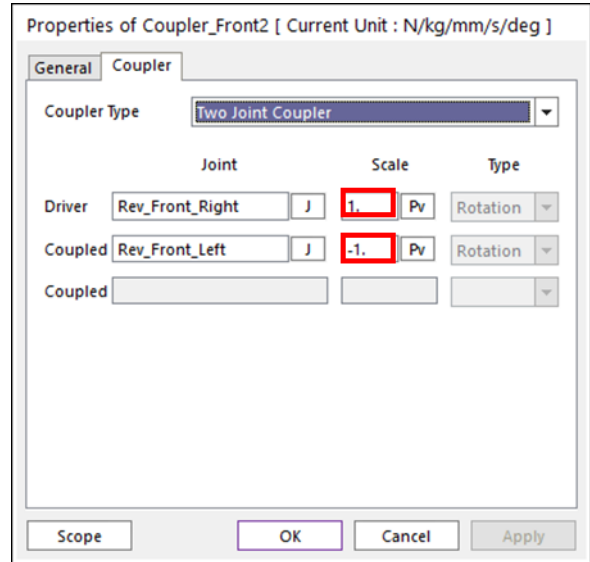 Properties of Coupler_Front2 [ Current Unit : N/kg/mm/s/deg ]
General Coupler
Coupler Type Two Joint Coupler
Joint Scale Type
Driver Rev_Front_Right J 1. Pv Rotation
Coupled Rev_Front_Left J -1. Pv Rotation
Coupled
Scope OK Cancel Apply